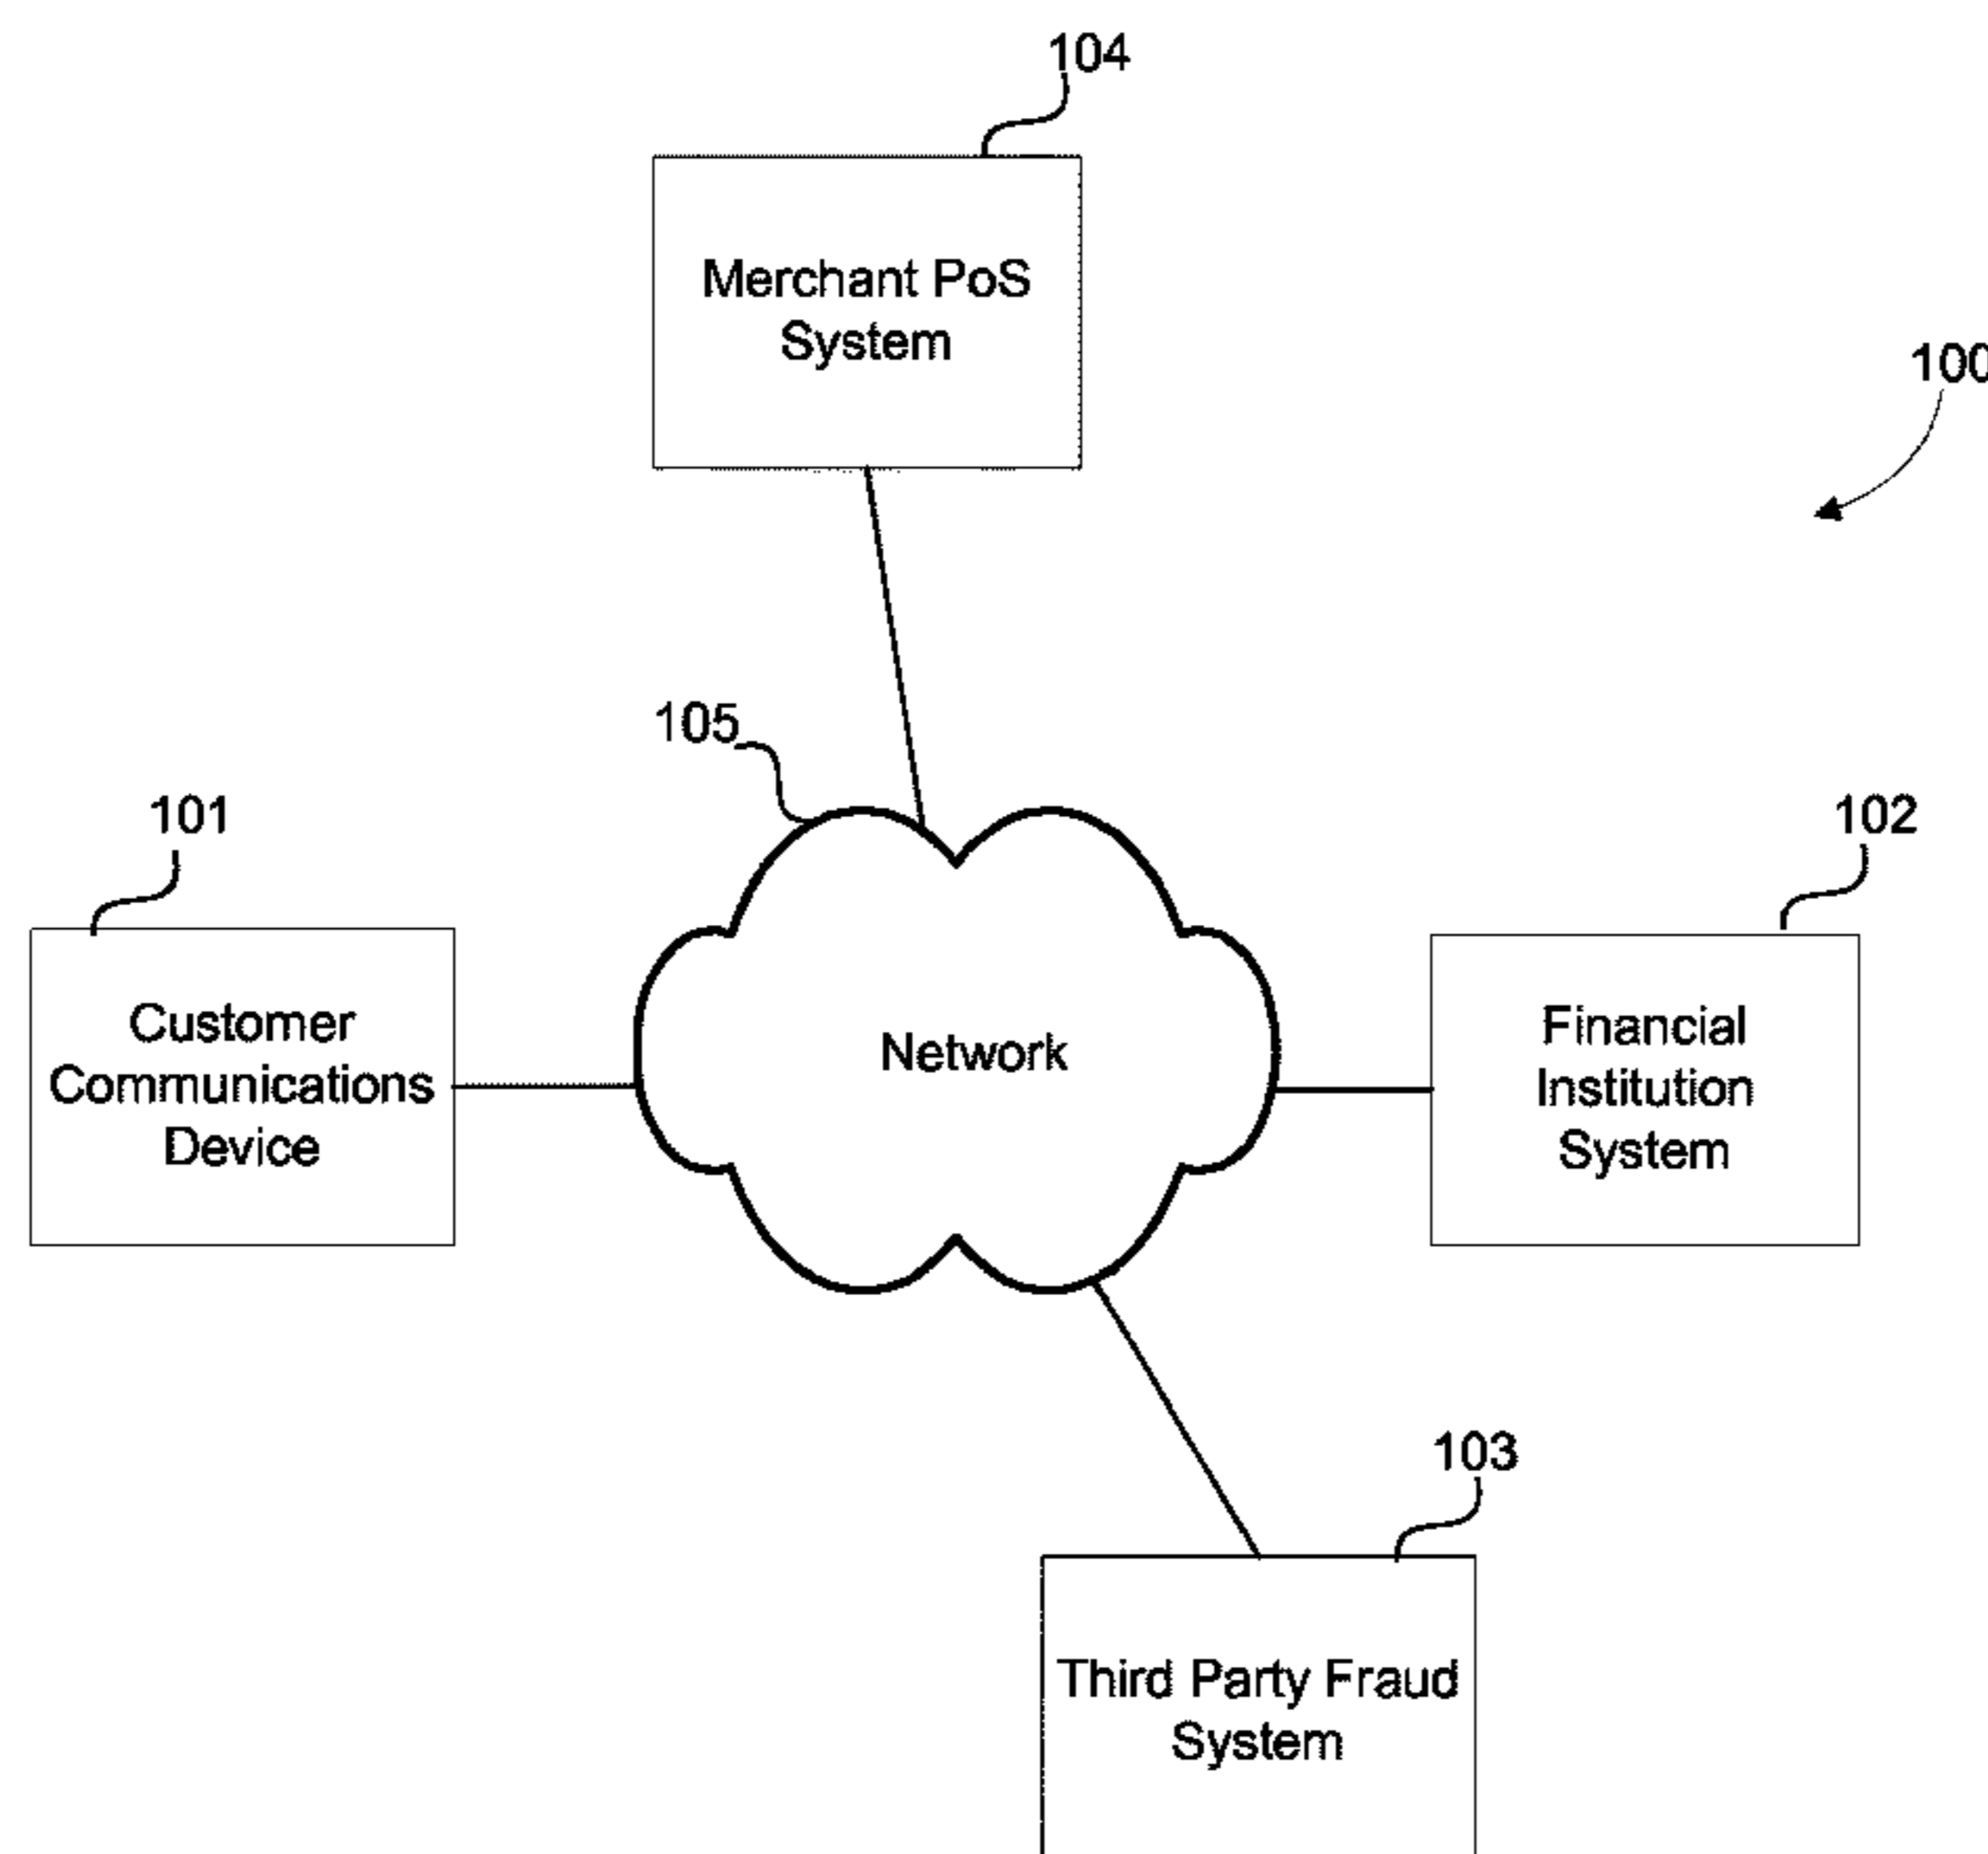 104
Merchant PoS
System
100
105
101
102
Customer
Communications
Device
Network
Financial
Institution
System
103
Third Party Fraud
System